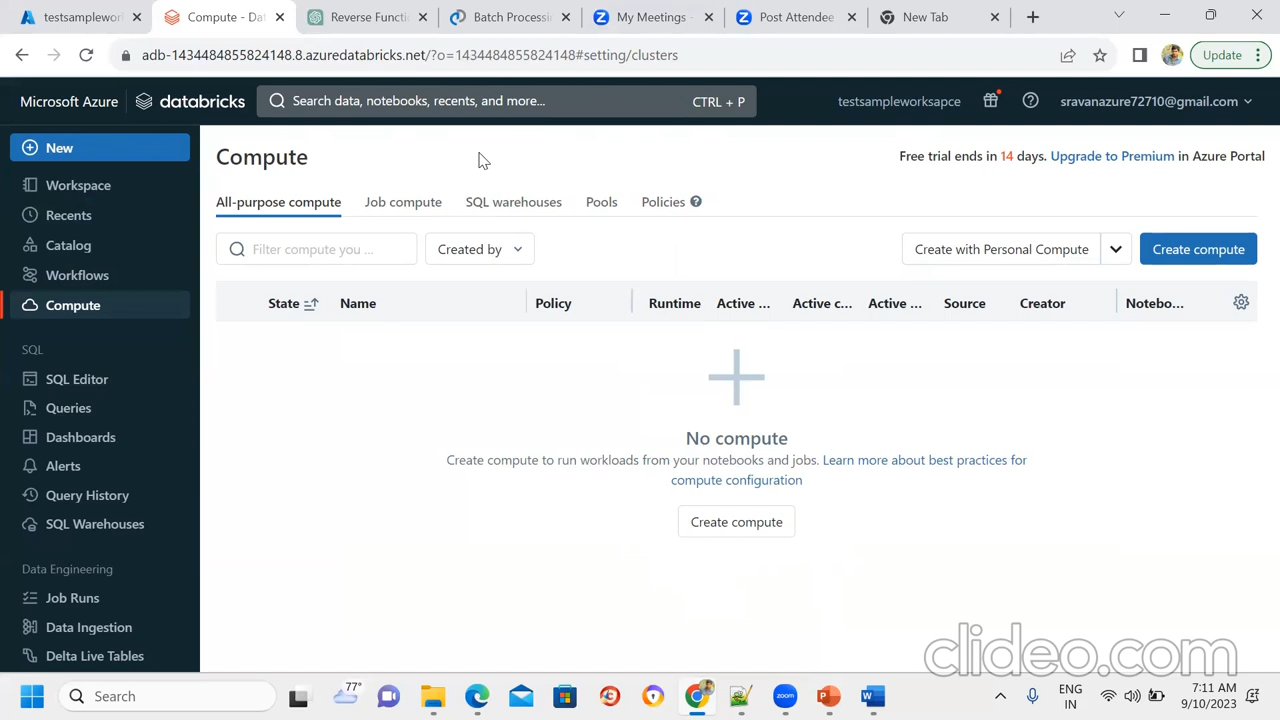 testsamplework
Compute - Dat
Reverse Functi
Batch Processi
My Meetings -
Post Attendee
New Tab
adb-1434484855824148.8.azuredatabricks.net/?o=1434484855824148#setting/clusters
Update
Microsoft Azure
databricks
Search data, notebooks, recents, and more...
CTRL + P
testsampleworksapce
sravanazure72710@gmail.com
New
Workspace
Recents
Catalog
Workflows
Compute
SQL
SQL Editor
Queries
Dashboards
Alerts
Query History
SQL Warehouses
Data Engineering
Job Runs
Data Ingestion
Delta Live Tables
Compute
Free trial ends in 14 days. Upgrade to Premium in Azure Portal
All-purpose compute
Job compute
SQL warehouses
Pools
Policies
Filter compute you ...
Created by
Create with Personal Compute
Create compute
State
Name
Policy
Runtime
Active ...
Active c...
Active ...
Source
Creator
Notebo...
No compute
Create compute to run workloads from your notebooks and jobs. Learn more about best practices for
compute configuration
Create compute
clideo.com
Search
77°
zoom
ENG
IN
7:11 AM
9/10/2023